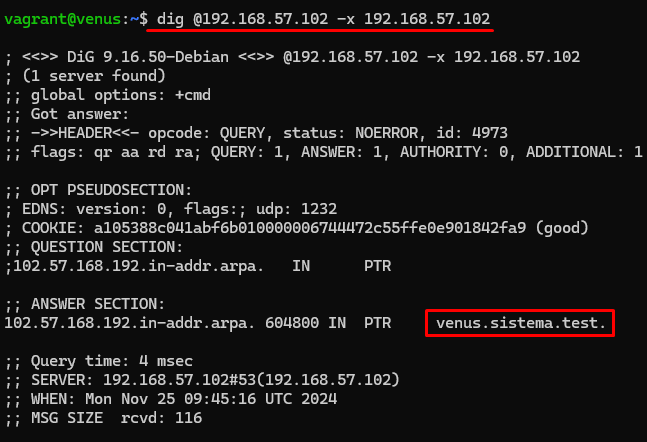 vagrant@venus:~$ dig @192.168.57.102 -x 192.168.57.102
; <<>> DiG 9.16.50-Debian <<>> @192.168.57.102 -x 192.168.57.102
; (1 server found)
;; global options: +cmd
;; Got answer:
;; ->>HEADER<<- opcode: QUERY, status: NOERROR, id: 4973
;; flags: qr aa rd ra; QUERY: 1, ANSWER: 1, AUTHORITY: 0, ADDITIONAL: 1
;; OPT PSEUDOSECTION:
; EDNS: version: 0, flags:; udp: 1232
; COOKIE: a105388c041abf6b010000006744472c55ffe0e901842fa9 (good)
;; QUESTION SECTION:
;102.57.168.192.in-addr.arpa. IN PTR
;; ANSWER SECTION:
102.57.168.192.in-addr.arpa. 604800 IN PTR venus.sistema.test.
;; Query time: 4 msec
;; SERVER: 192.168.57.102#53(192.168.57.102)
;; WHEN: Mon Nov 25 09:45:16 UTC 2024
;; MSG SIZE rcvd: 116